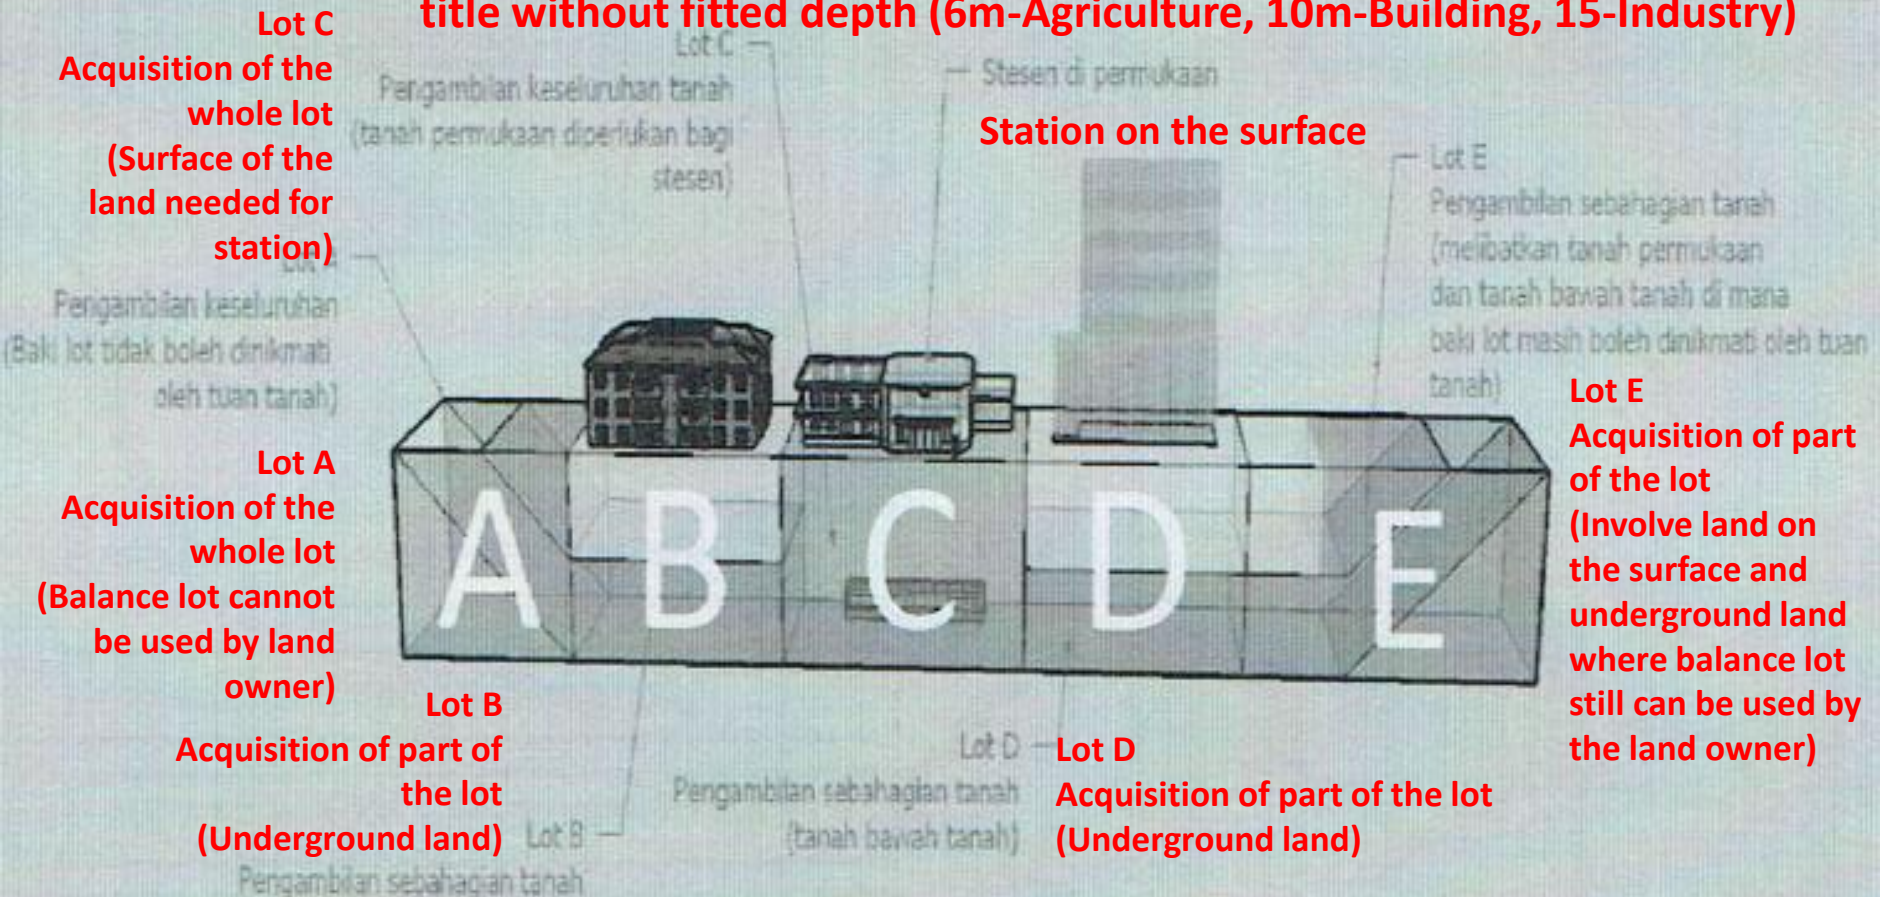 title without fitted depth (6m-Agriculture, 10m-Building, 15-Industry)
Lot C
Acquisition of the
whole lot
(Surface of the
land needed for
station)
Lot C
Pengambilan keseluruhan tanah
(tanah permukaan diperlukan bagi
stesen)
Stesen di permukaan
Station on the surface
Lot E
Pengambilan sebahagian tanah
(melibatkan tanah permukaan
dan tanah bawah tanah di mana
baki lot masih boleh dinikmati oleh tuan
tanah)
Lot A
Pengambilan keseluruhan
(Baki lot tidak boleh dinikmati
oleh tuan tanah)
Lot A
Acquisition of the
whole lot
(Balance lot cannot
be used by land
owner)
A B C D E
Lot E
Acquisition of part
of the lot
(Involve land on
the surface and
underground land
where balance lot
still can be used by
the land owner)
Lot B
Acquisition of part of
the lot
(Underground land)
Lot B
Pengambilan sebahagian tanah
Lot D
Pengambilan sebahagian tanah
(tanah bawah tanah)
Lot D
Acquisition of part of the lot
(Underground land)